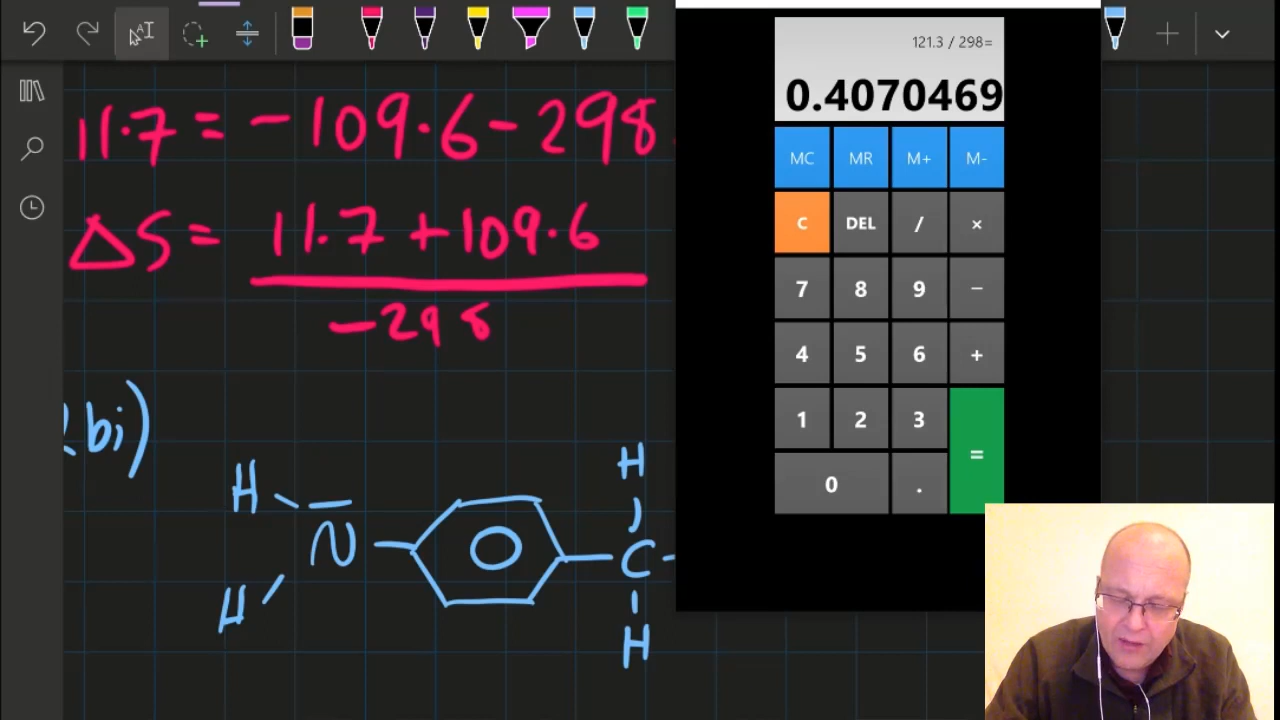 11.7 = -109.6 - 298
ΔS = 11.7 + 109.6
-298
bi)
H
H
N
H
C
H
121.3 / 298=
0.4070469
MC MR M+ M-
C DEL / ×
7 8 9 −
4 5 6 +
1 2 3 =
0 .